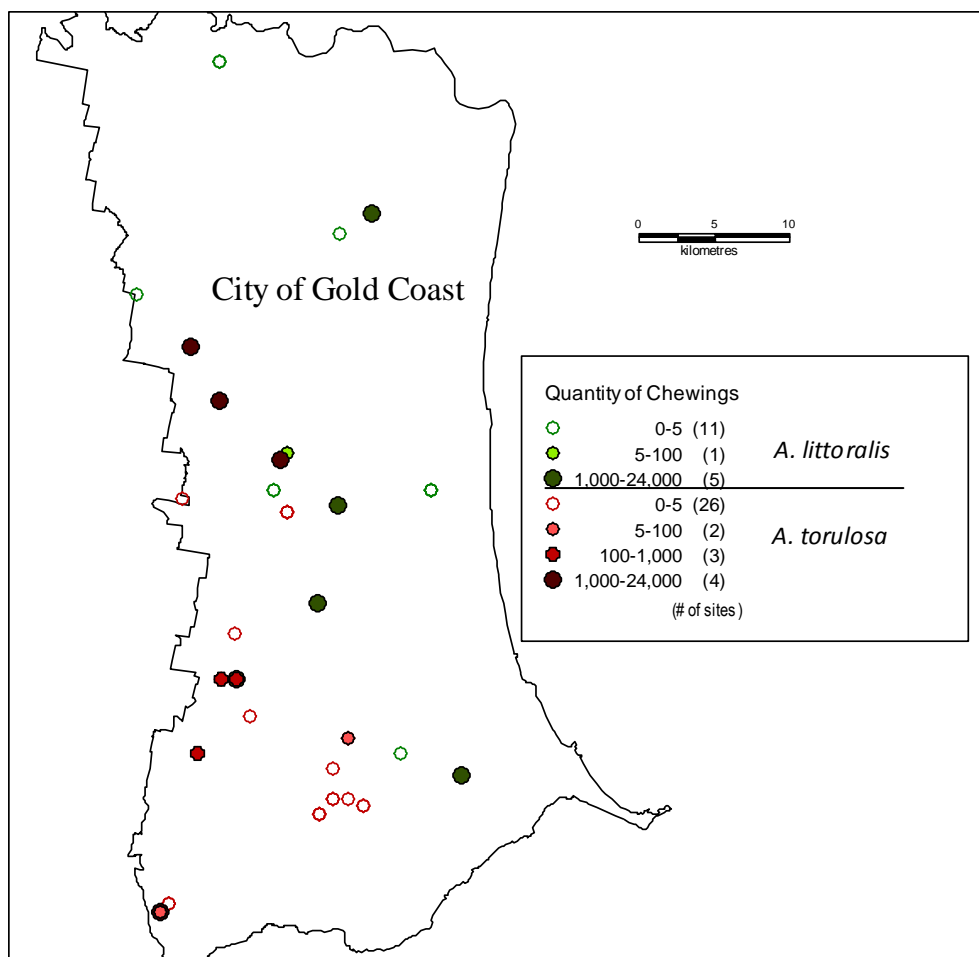 0 5 10
kilometres
City of Gold Coast
Quantity of Chewings
0-5 (11)
5-100 (1)
A. littoralis
1,000-24,000 (5)
0-5 (26)
5-100 (2)
A. torulosa
100-1,000 (3)
1,000-24,000 (4)
(# of sites)